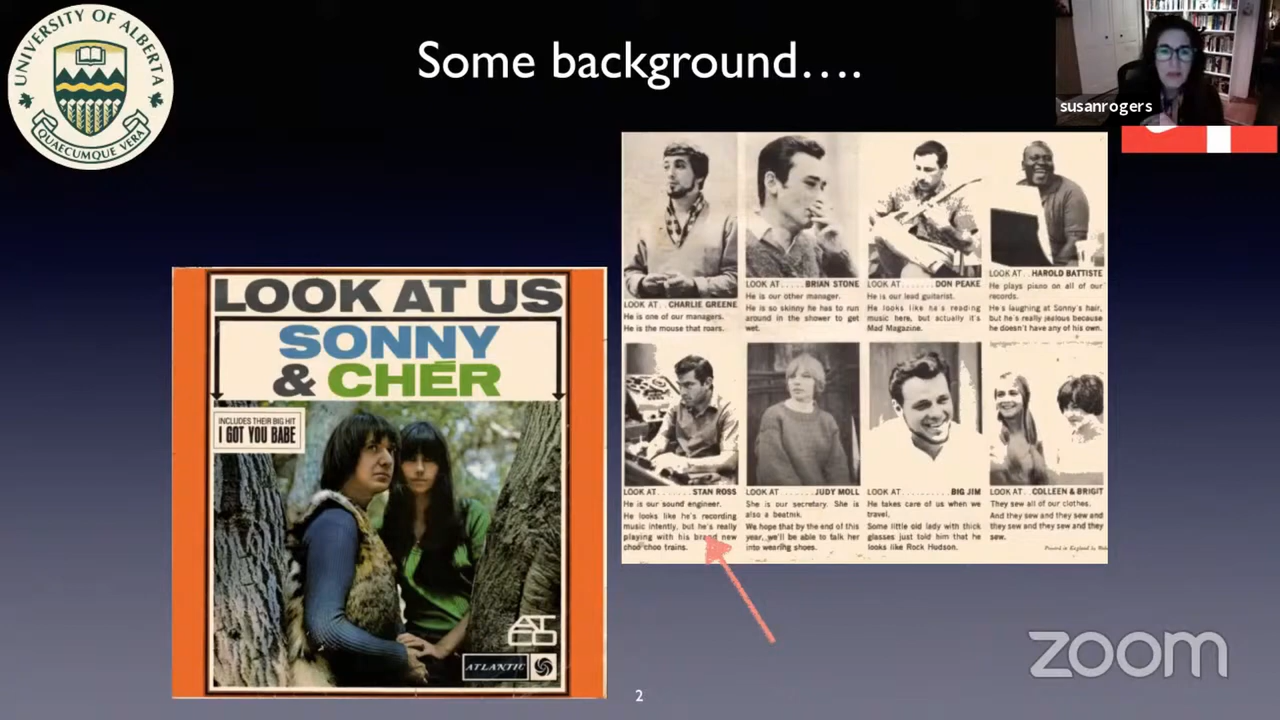 UNIVERSITY OF ALBERTA
QUAECUMQUE VERA
Some background….
susanrogers
LOOK AT US
SONNY
& CHÉR
INCLUDES THEIR BIG HIT
I GOT YOU BABE
ATCO
ATLANTIC
LOOK AT . . CHARLIE GREENE
He is one of our managers.
He is the mouse that roars.
LOOK AT . . . . . BRIAN STONE
He is our other manager.
He is so skinny he has to run
around in the shower to get
wet.
LOOK AT . . . . . . DON PEAKE
He is our lead guitarist.
He looks like he's reading
music here, but actually it's
Mad Magazine.
LOOK AT . . HAROLD BATTISTE
He plays piano on all of our
records.
He's laughing at Sonny's hair,
but he's really jealous because
he doesn't have any of his own.
LOOK AT . . . . . . . STAN ROSS
He is our sound engineer.
He looks like he's recording
music intently, but he's really
playing with his brand new
choo choo trains.
LOOK AT . . . . . . . JUDY MOLL
She is our secretary. She is
also a beatnik.
We hope that by the end of this
year, we'll be able to talk her
into wearing shoes.
LOOK AT . . . . . . . . . BIG JIM
He takes care of us when we
travel.
Some little old lady with thick
glasses just told him that he
looks like Rock Hudson.
LOOK AT . . COLLEEN & BRIGIT
They sew all of our clothes.
And they sew and they sew and
they sew and they sew and they
sew.
Printed in England by
2
zoom